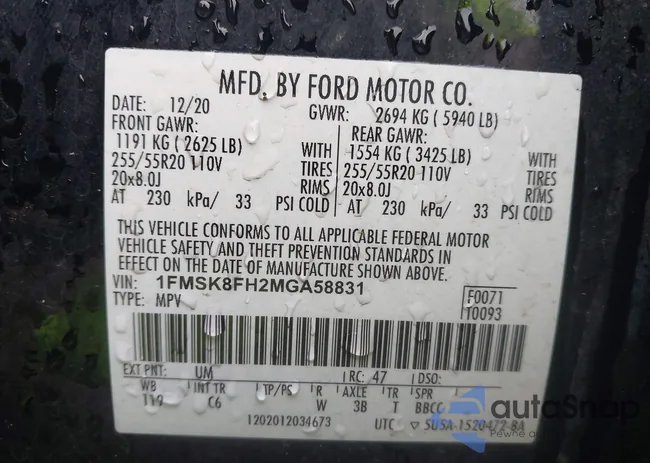 MFD. BY FORD MOTOR CO.
DATE: 12/20 GVWR: 2694 KG ( 5940 LB)
FRONT GAWR: REAR GAWR:
1191 KG ( 2625 LB) WITH 1554 KG ( 3425 LB) WITH
255/55R20 110V TIRES 255/55R20 110V TIRES
20x8.0J RIMS 20x8.0J RIMS
AT 230 kPa/ 33 PSI COLD AT 230 kPa/ 33 PSI COLD
THIS VEHICLE CONFORMS TO ALL APPLICABLE FEDERAL MOTOR
VEHICLE SAFETY AND THEFT PREVENTION STANDARDS IN
EFFECT ON THE DATE OF MANUFACTURE SHOWN ABOVE.
VIN: 1FMSK8FH2MGA58831
TYPE: MPV
F0071
T0093
EXT PNT: UM RC: 47 DSO:
WB INT TR TP/PS R AXLE TR SPR
119 C6 W 3B T BBCC
1202012034673 UTC
autoSnap